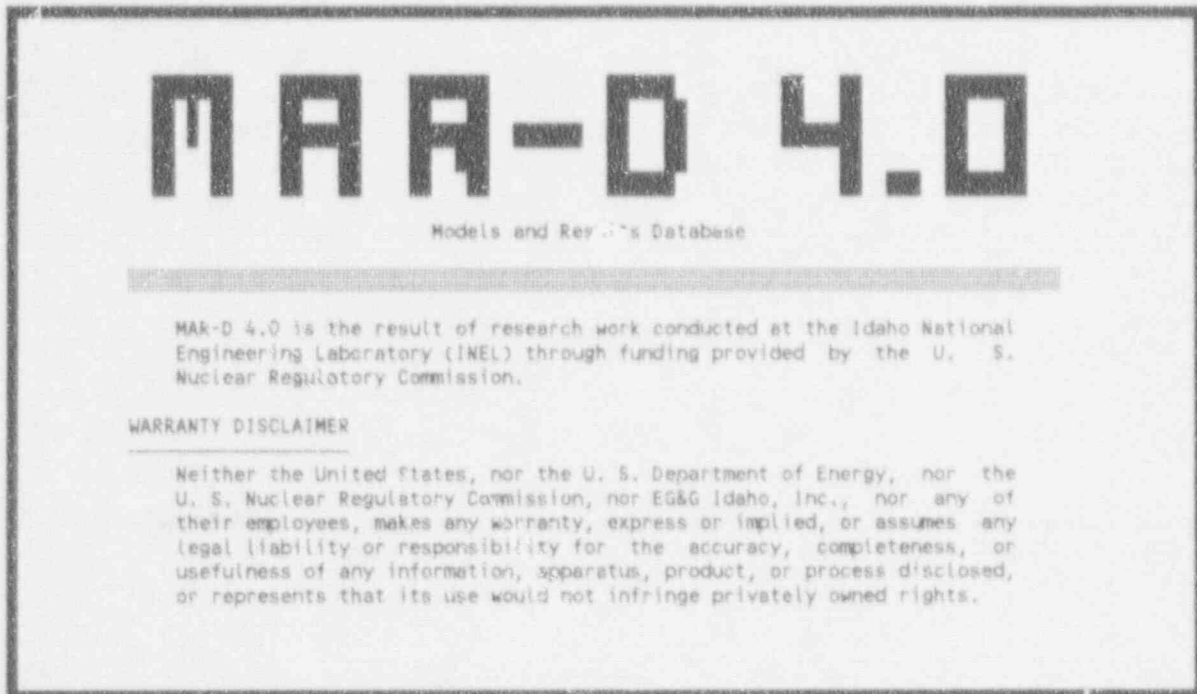 MAR-D 4.0
Models and Database
MAR-D 4.0 is the result of research work conducted at the Idaho National
Engineering Laboratory (INEL) through funding provided by the U. S.
Nuclear Regulatory Commission.
WARRANTY DISCLAIMER
Neither the United States, nor the U. S. Department of Energy, nor the
U. S. Nuclear Regulatory Commission, nor EG&G Idaho, Inc., nor any of
their employees, makes any warranty, express or implied, or assumes any
legal liability or responsibility for the accuracy, completeness, or
usefulness of any information, apparatus, product, or process disclosed,
or represents that its use would not infringe privately owned rights.